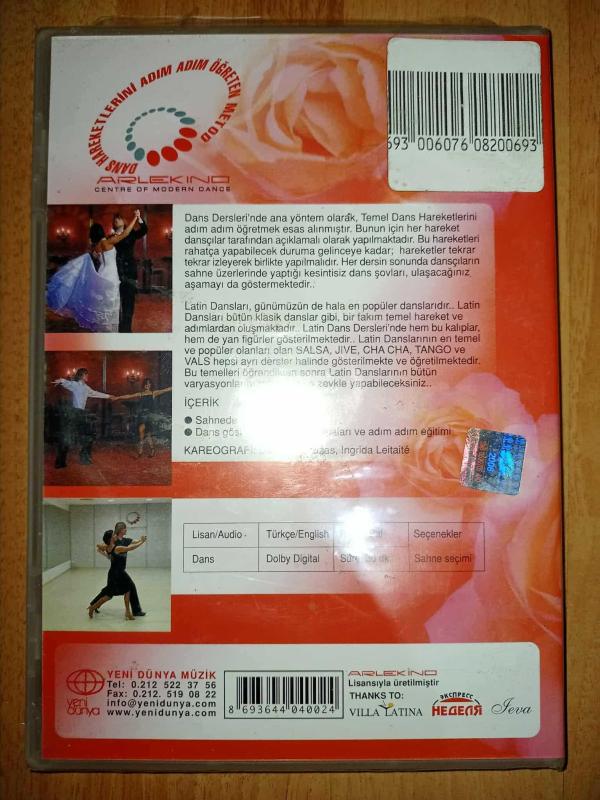 DANS HAREKETLERİNİ ADIM ADIM ÖĞRETEN METOD
ARLEKINO
CENTRE OF MODERN DANCE
693 006076 08200693
Dans Dersleri'nde ana yöntem olarak, Temel Dans Hareketlerini
adım adım öğretmek esas alınmıştır. Bunun için her hareket
dansçılar tarafından açıklamalı olarak yapılmaktadır. Bu hareketleri
rahatça yapabilecek duruma gelinceye kadar; hareketler tekrar
tekrar izleyerek birlikte yapılmalıdır. Her dersin sonunda dansçıların
sahne üzerlerinde yaptığı kesintisiz dans şovları, ulaşacağınız
aşamayı da göstermektedir..
Latin Dansları, günümüzün de hala en popüler danslarıdır.. Latin
Dansları bütün klasik danslar gibi, bir takım temel hareket ve
adımlardan oluşmaktadır.. Latin Dans Dersleri'nde hem bu kalıplar,
hem de yan figürler gösterilmektedir.. Latin Danslarının en temel
ve popüler olanları olan SALSA, JIVE, CHA CHA, TANGO ve
VALS hepsi ayrı dersler halinde gösterilmekte ve öğretilmektedir.
Bu temelleri öğrendikten sonra Latin Danslarının bütün
varyasyonlarını zevkle yapabileceksiniz..
İÇERİK
Sahnede
Dans ve adım adım eğitimi
KAREOGRAFİ: Ingrida Leitaitė
2006
Lisan/Audio - Türkçe/English Seçenekler
Dans Dolby Digital dk. Sahne seçimi
YENİ DÜNYA MÜZİK
Tel: 0.212 522 37 56
Fax: 0.212. 519 08 22
info@yenidunya.com
www.yenidunya.com
yeni dünya
8 693644 040024
ARLEKINO
Lisansıyla üretilmiştir
THANKS TO:
VILLA LATINA
ЭКСПРЕСС
НЕДЕЛЯ
Ieva